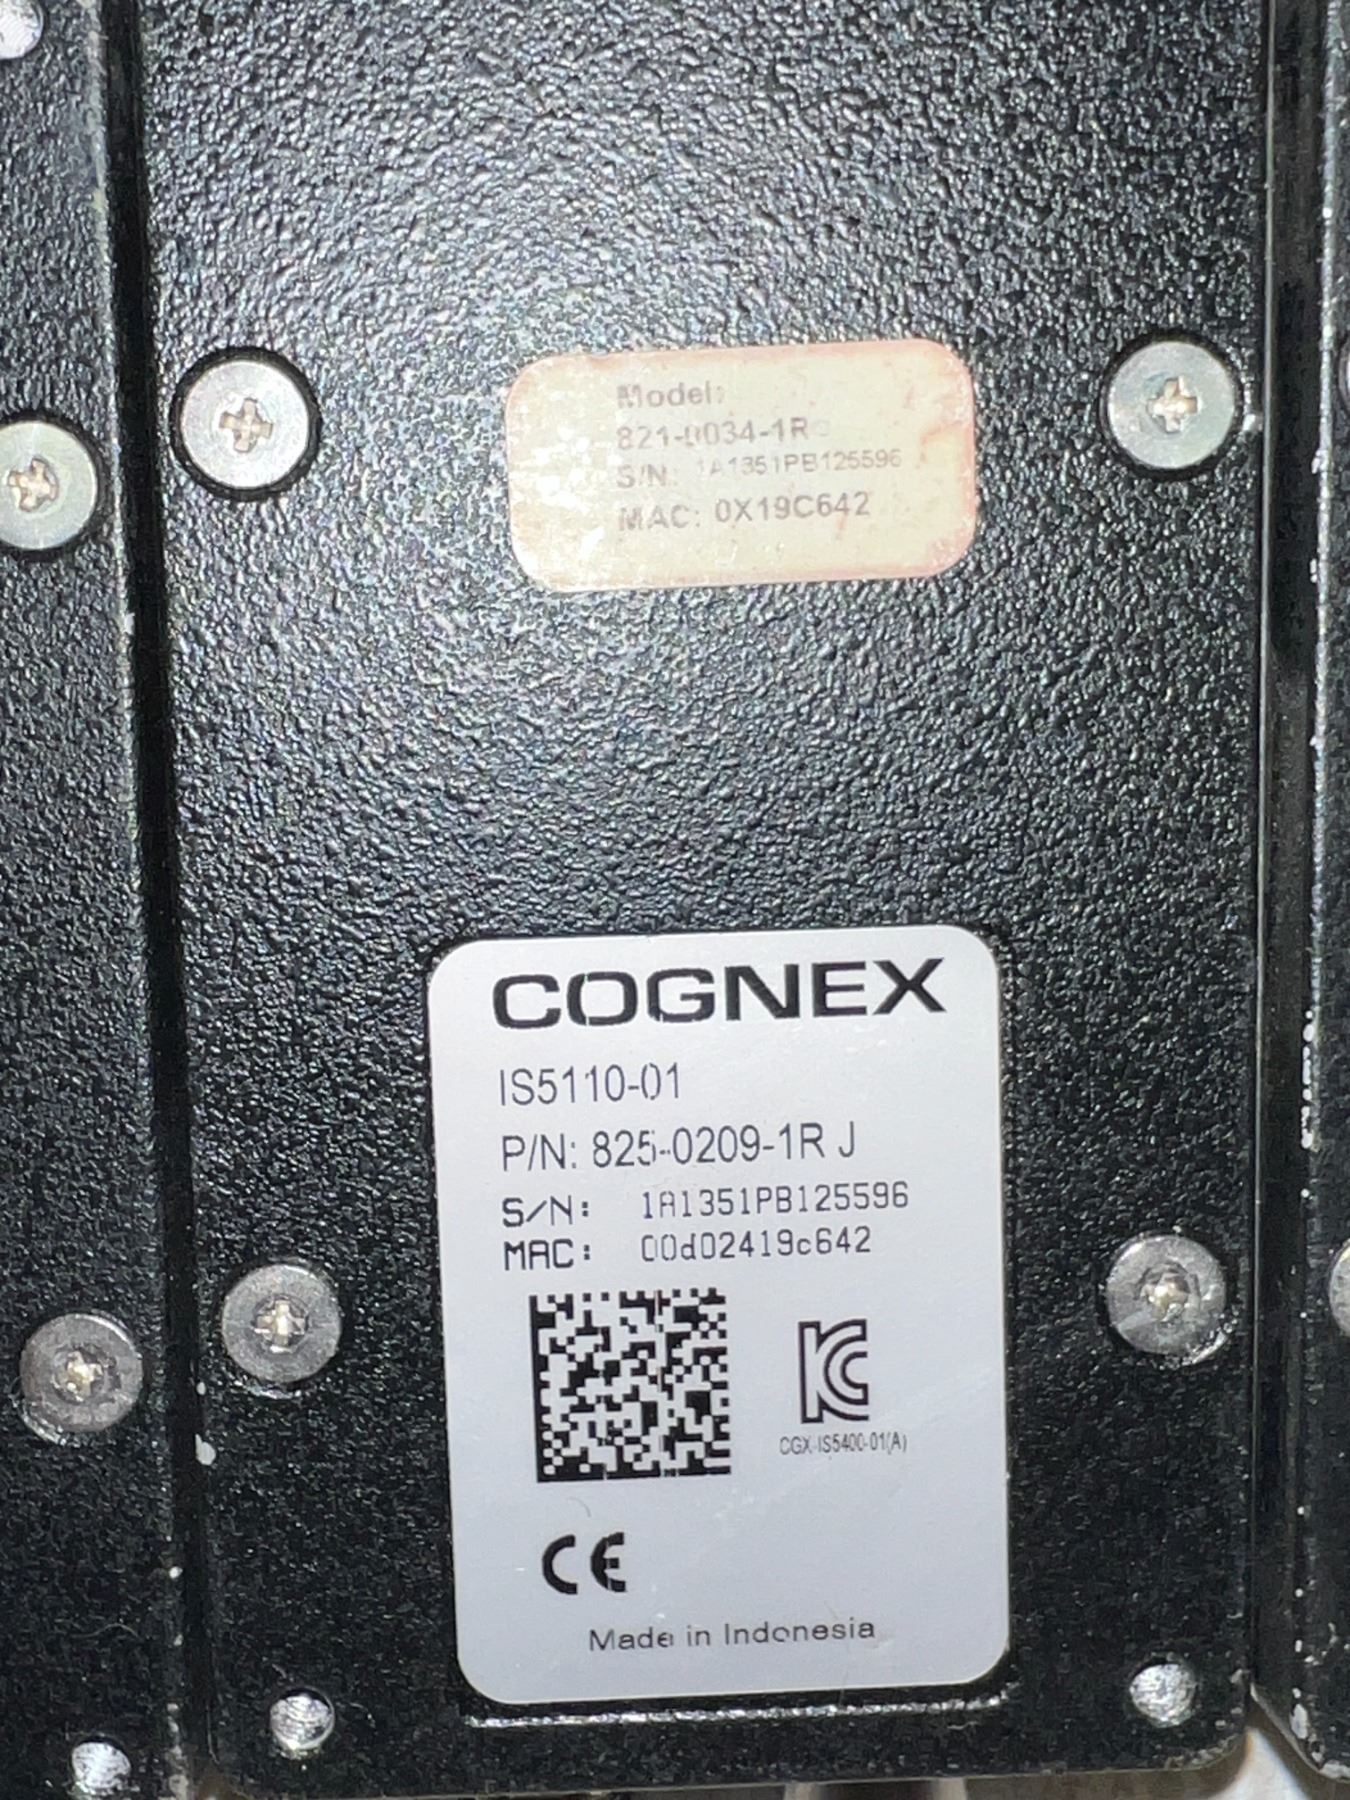 Model:
821-0034-1R
S/N: 1A1351PB125596
MAC: 0X19C642
COGNEX
IS5110-01
P/N: 825-0209-1R J
S/N: 1A1351PB125596
MAC: 00d02419c642
CGX-IS5400-01(A)
CE
Made in Indonesia